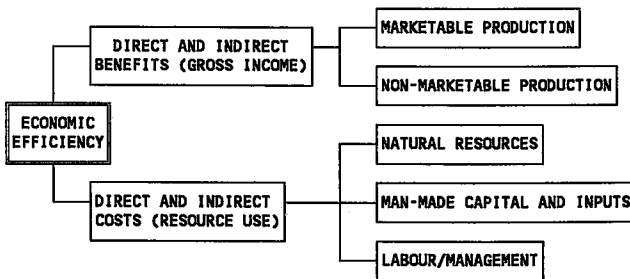 MARKETABLE PRODUCTION
DIRECT AND INDIRECT
BENEFITS (GROSS INCOME)
NON-MARKETABLE PRODUCTION
ECONOMIC
EFFICIENCY
NATURAL RESOURCES
DIRECT AND INDIRECT
COSTS (RESOURCE USE)
MAN-MADE CAPITAL AND INPUTS
LABOUR/MANAGEMENT